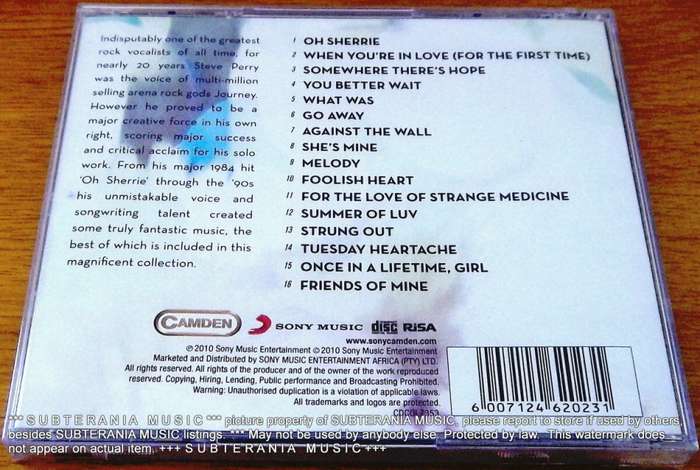 Indisputably one of the greatest
rock vocalists of all time, for
nearly 20 years Steve Perry
was the voice of multi-million
selling arena rock gods Journey.
However he proved to be a
major creative force in his own
right, scoring major success
and critical acclaim for his solo
work. From his major 1984 hit
'Oh Sherrie' through the '90s
his unmistakable voice and
songwriting talent created
some truly fantastic music, the
best of which is included in this
magnificent collection.
1 OH SHERRIE
2 WHEN YOU'RE IN LOVE (FOR THE FIRST TIME)
3 SOMEWHERE THERE'S HOPE
4 YOU BETTER WAIT
5 WHAT WAS
6 GO AWAY
7 AGAINST THE WALL
8 SHE'S MINE
9 MELODY
10 FOOLISH HEART
11 FOR THE LOVE OF STRANGE MEDICINE
12 SUMMER OF LUV
13 STRUNG OUT
14 TUESDAY HEARTACHE
15 ONCE IN A LIFETIME, GIRL
16 FRIENDS OF MINE
CAMDEN SONY MUSIC disc RiSA
www.sonycamden.com
℗ 2010 Sony Music Entertainment © 2010 Sony Music Entertainment
Marketed and Distributed by SONY MUSIC ENTERTAINMENT AFRICA (PTY) LTD.
All rights reserved. All rights of the producer and of the owner of the work reproduced
reserved. Copying, Hiring, Lending, Public performance and Broadcasting Prohibited.
Warning: Unauthorised duplication is a violation of applicable laws.
All trademarks and logos are protected.
6 007124 620231
*** SUBTERANIA MUSIC *** picture property of SUBTERANIA MUSIC, please report to store if used by others
besides SUBTERANIA MUSIC listings. *** May not be used by anybody else. Protected by law. This watermark does
not appear on actual item. +++ SUBTERANIA MUSIC +++